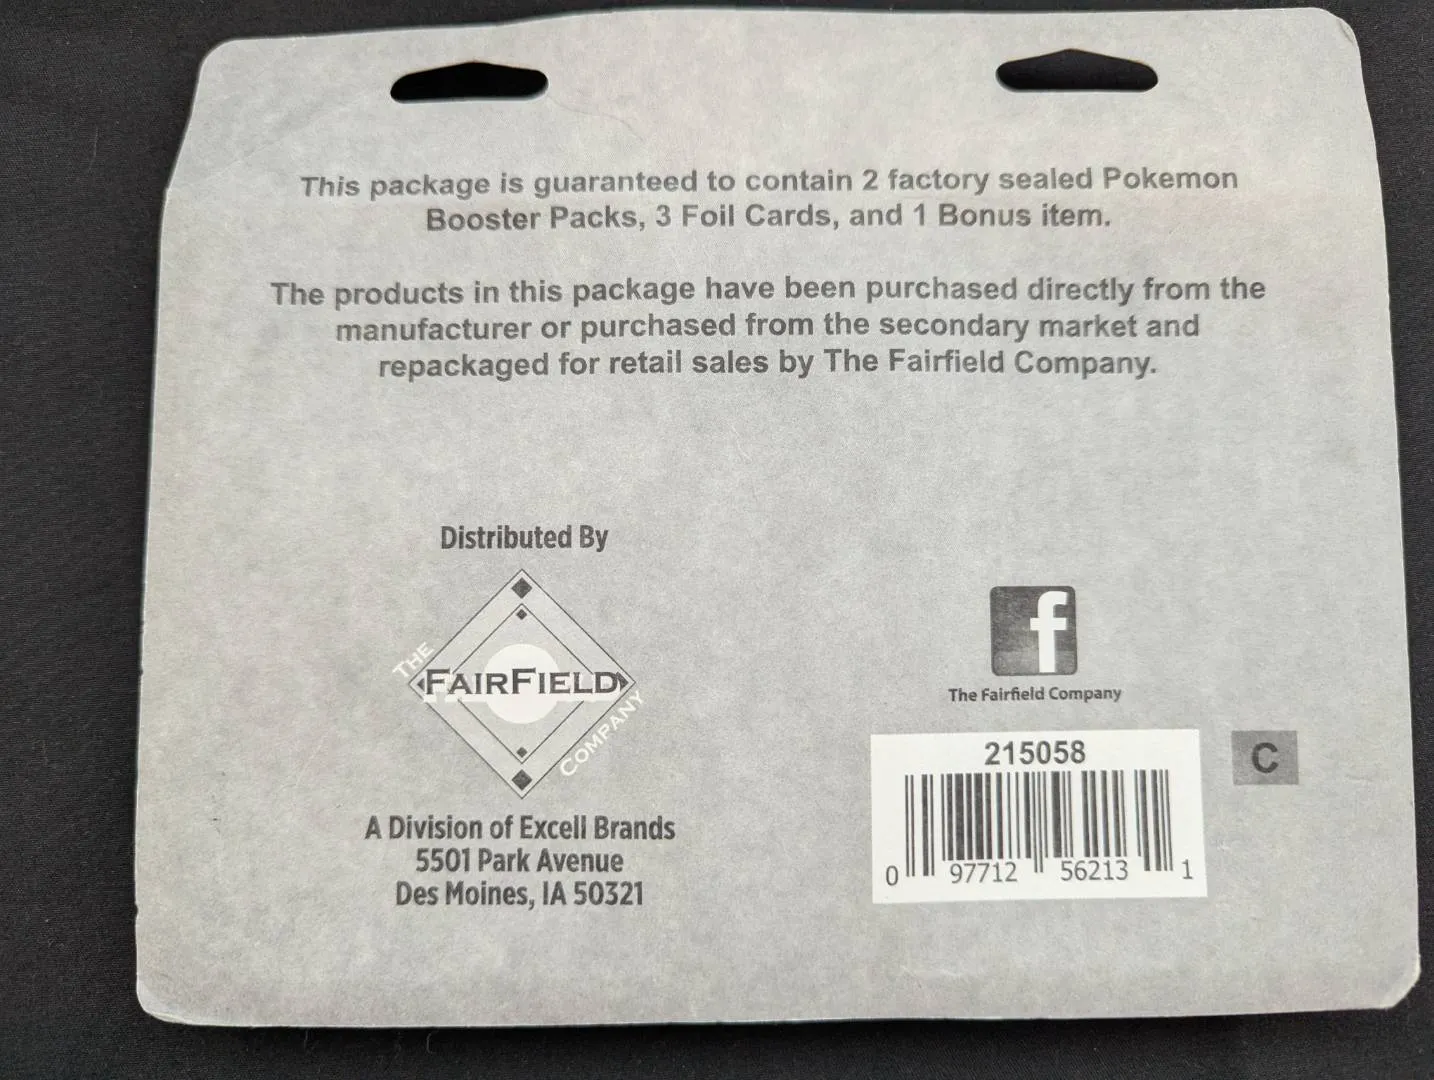 This package is guaranteed to contain 2 factory sealed Pokemon
Booster Packs, 3 Foil Cards, and 1 Bonus item.
The products in this package have been purchased directly from the
manufacturer or purchased from the secondary market and
repackaged for retail sales by The Fairfield Company.
Distributed By
THE
FAIRFIELD
COMPANY
A Division of Excell Brands
5501 Park Avenue
Des Moines, IA 50321
f
The Fairfield Company
215058
C
0 97712 56213 1